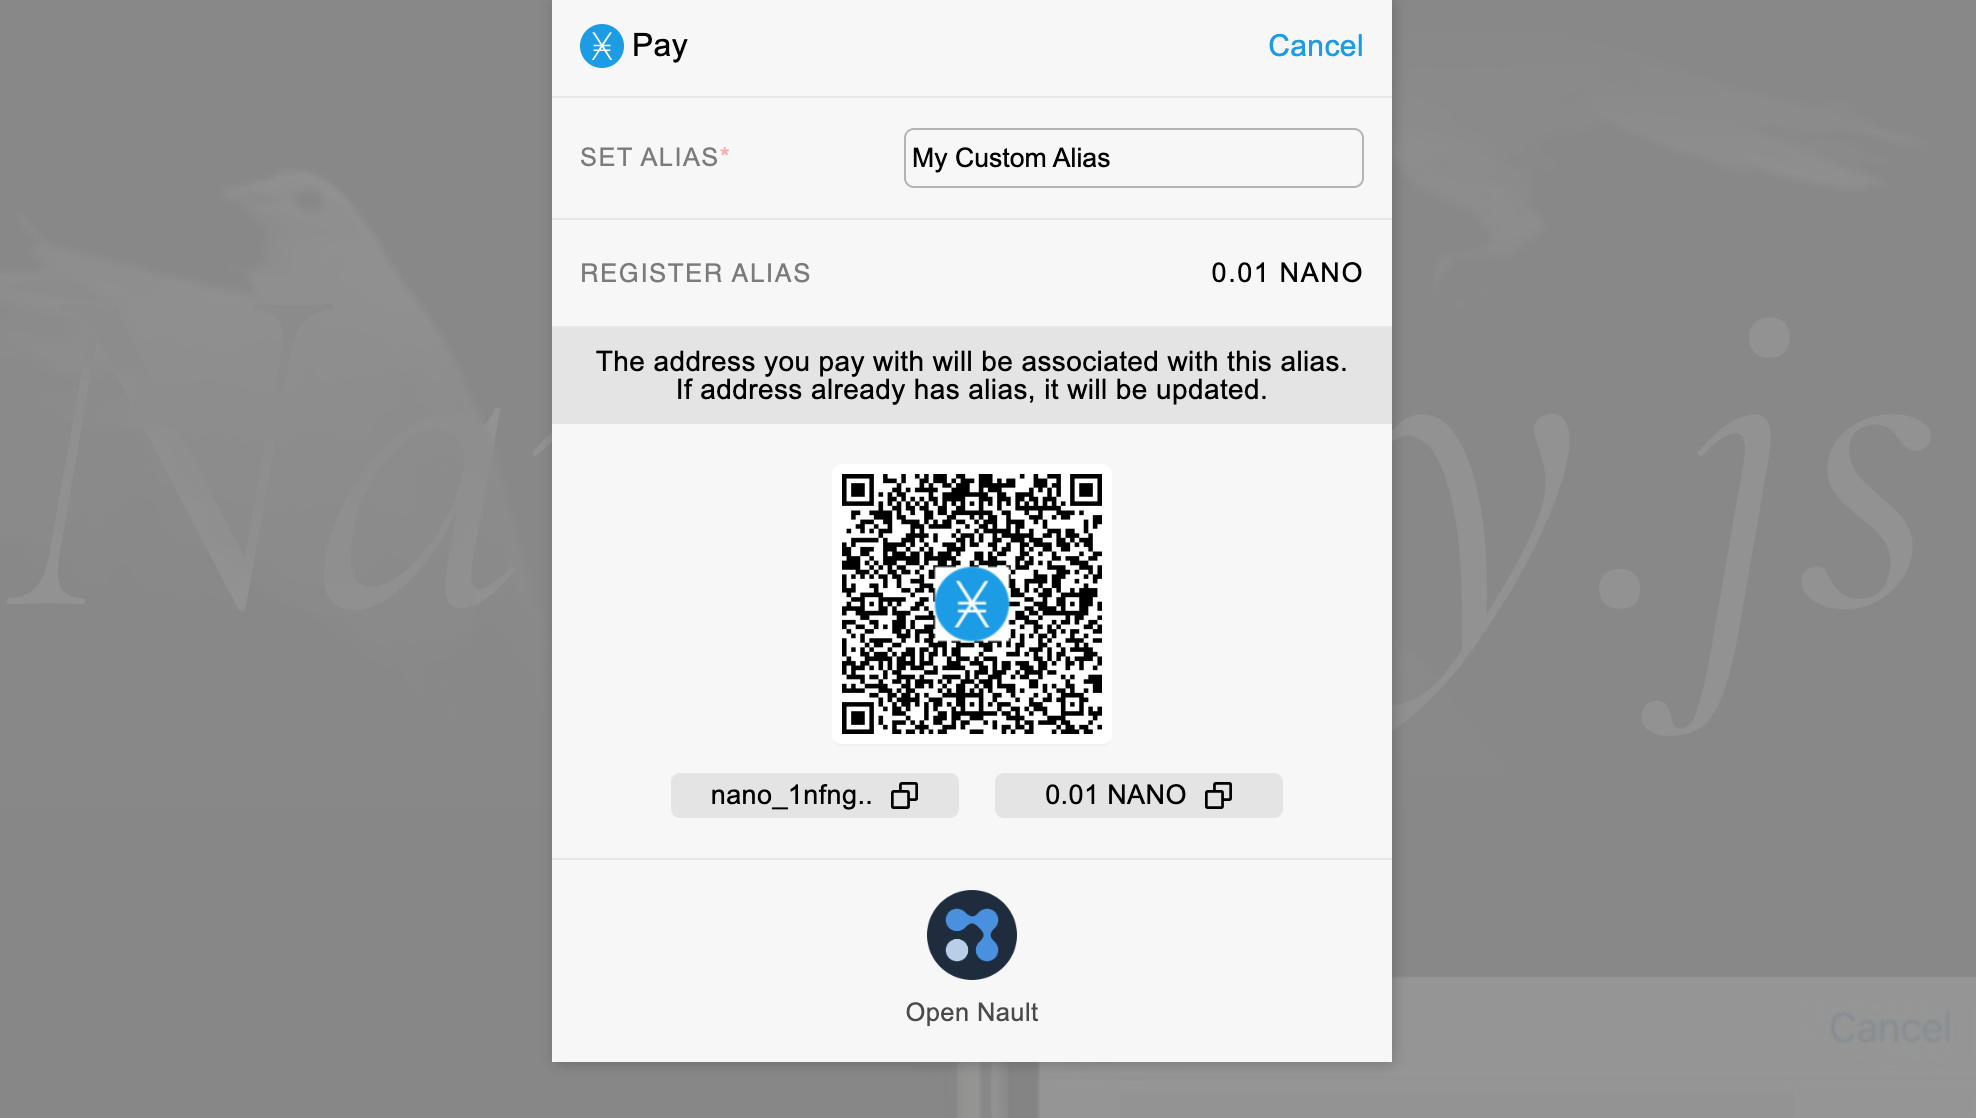 Pay
Cancel
SET ALIAS*
My Custom Alias
REGISTER ALIAS
0.01 NANO
The address you pay with will be associated with this alias.
If address already has alias, it will be updated.
nano_1nfng..
0.01 NANO
Open Nault
Cancel